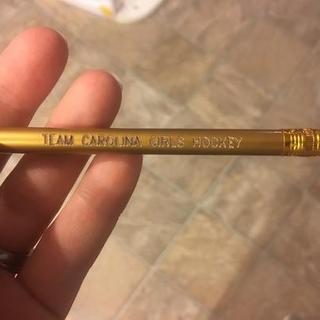 TEAM CAROLINA GIRLS HOCKEY